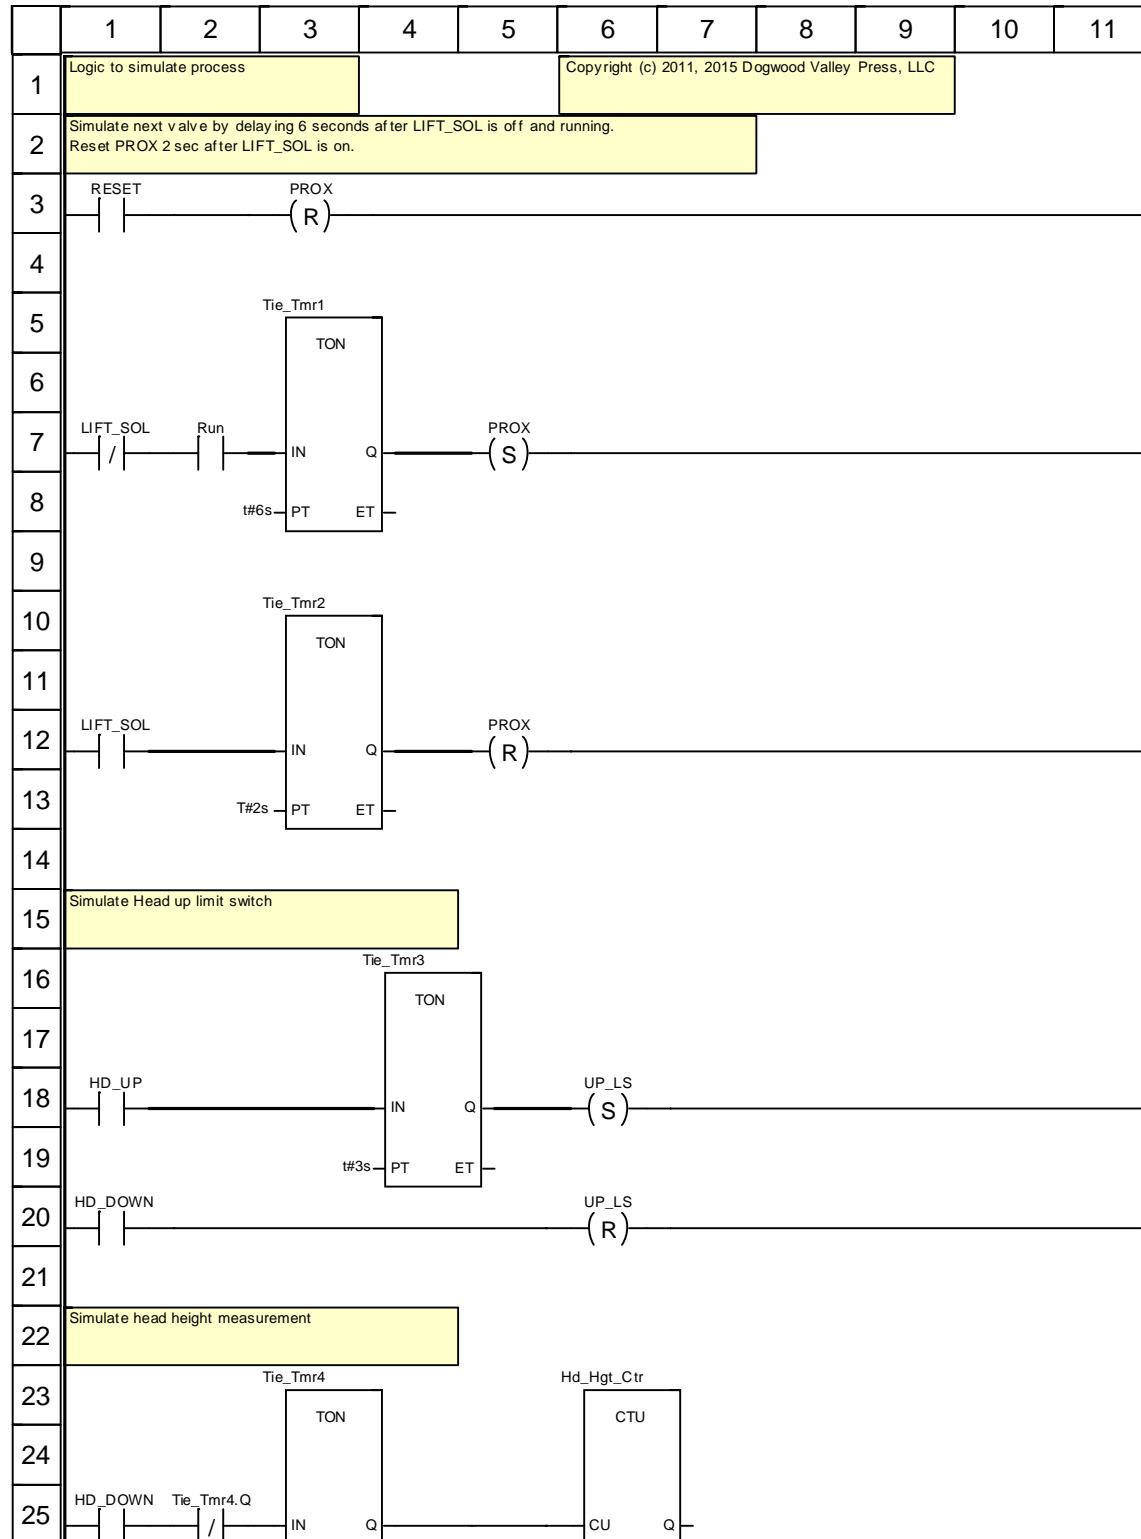 1 2 3 4 5 6 7 8 9 10 11
1 Logic to simulate process Copyright (c) 2011, 2015 Dogwood Valley Press, LLC
2 Simulate next valve by delaying 6 seconds after LIFT_SOL is off and running.
Reset PROX 2 sec after LIFT_SOL is on.
RESET PROX
3 R
4
Tie_Tmr1
5 TON
6
LIFT_SOL Run PROX
7 / IN Q S
8 t#6s PT ET
9
Tie_Tmr2
10 TON
11
LIFT_SOL PROX
12 IN Q R
13 T#2s PT ET
14
15 Simulate Head up limit switch
Tie_Tmr3
16 TON
17
HD_UP UP_LS
18 IN Q S
19 t#3s PT ET
HD_DOWN UP_LS
20 R
21
22 Simulate head height measurement
Tie_Tmr4 Hd_Hgt_Ctr
23 TON CTU
24
HD_DOWN Tie_Tmr4.Q
25 / IN Q CU Q